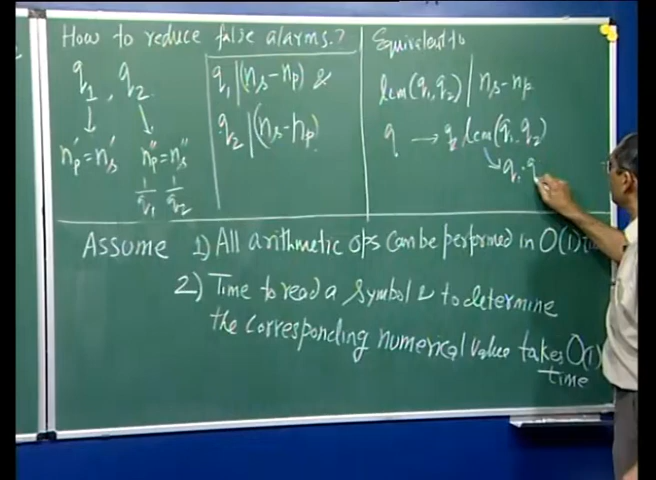 How to reduce false alarms.?
q1, q2
n'p = n's n''p = n''s
1/q1 1/q2
q1 | (ns - np) &
q2 | (ns - np)
Equivalent to
lcm(q1, q2) | ns - np
q → q lcm(q1, q2)
→ q1. q
Assume 1) All arithmetic ops can be performed in O(1)
2) Time to read a symbol & to determine
the corresponding numerical value takes O(1)
time